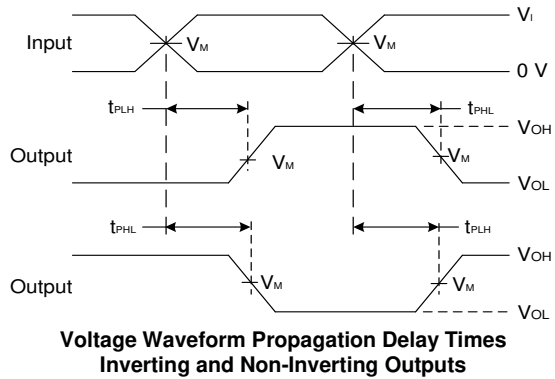 Input
VM
VM
VI
0 V
tPLH
tPHL
Output
VM
VM
VOH
VOL
tPHL
tPLH
Output
VM
VM
VOH
VOL
Voltage Waveform Propagation Delay Times
Inverting and Non-Inverting Outputs